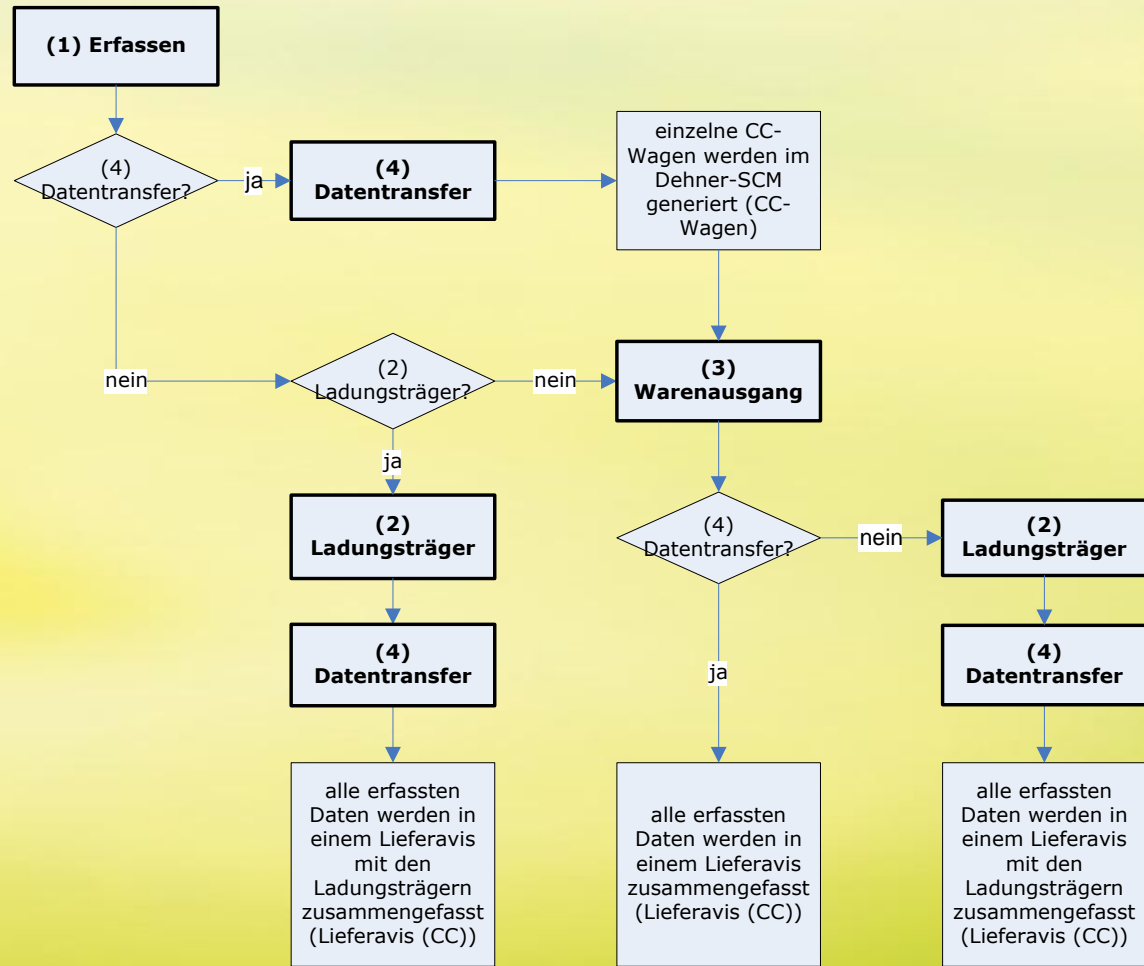 (1) Erfassen
(4)
Datentransfer?
ja
(4)
Datentransfer
einzelne CC-
Wagen werden im
Dehner-SCM
generiert (CC-
Wagen)
nein
(2)
Ladungsträger?
nein
(3)
Warenausgang
ja
(2)
Ladungsträger
(4)
Datentransfer?
nein
(2)
Ladungsträger
(4)
Datentransfer
ja
(4)
Datentransfer
alle erfassten
Daten werden in
einem Lieferavis
mit den
Ladungsträgern
zusammengefasst
(Lieferavis (CC))
alle erfassten
Daten werden in
einem Lieferavis
zusammengefasst
(Lieferavis (CC))
alle erfassten
Daten werden in
einem Lieferavis
mit den
Ladungsträgern
zusammengefasst
(Lieferavis (CC))